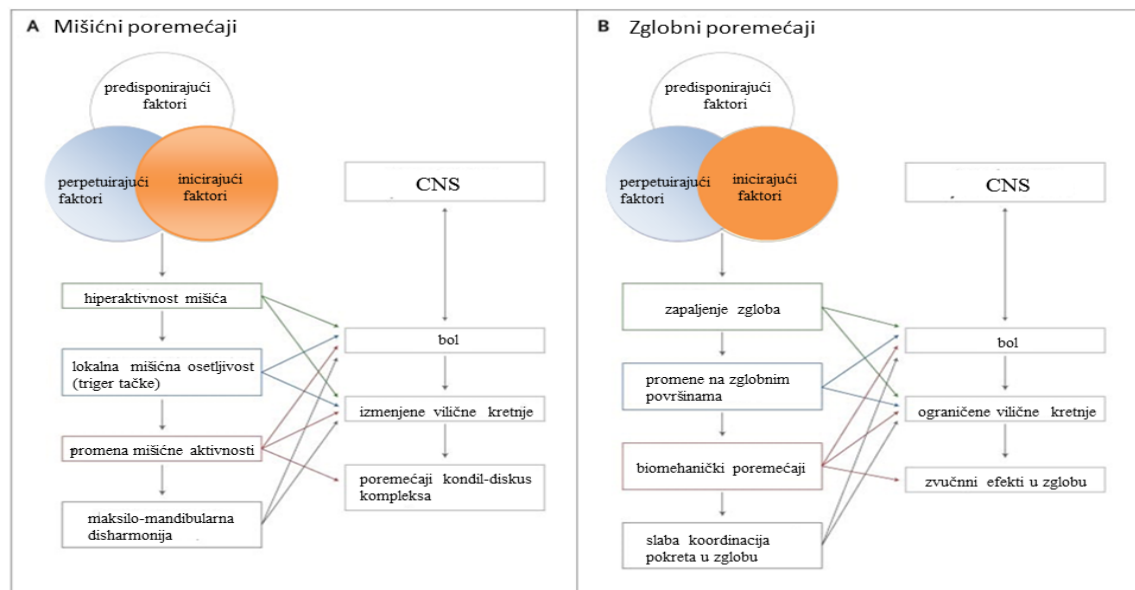 A Mišićni poremećaji
predisponirajući
faktori
perpetuirajući
faktori
inicirajući
faktori
CNS
hiperaktivnost mišića
bol
lokalna mišićna osetljivost
(triger tačke)
izmenjene vilične kretnje
promena mišićne aktivnosti
poremećaji kondil-diskus
kompleksa
maksilo-mandibularna
disharmonija
B Zglobni poremećaji
predisponirajući
faktori
perpetuirajući
faktori
inicirajući
faktori
CNS
zapaljenje zgloba
bol
promene na zglobnim
površinama
ograničene vilične kretnje
biomehanički poremećaji
zvučnni efekti u zglobu
slaba koordinacija
pokreta u zglobu